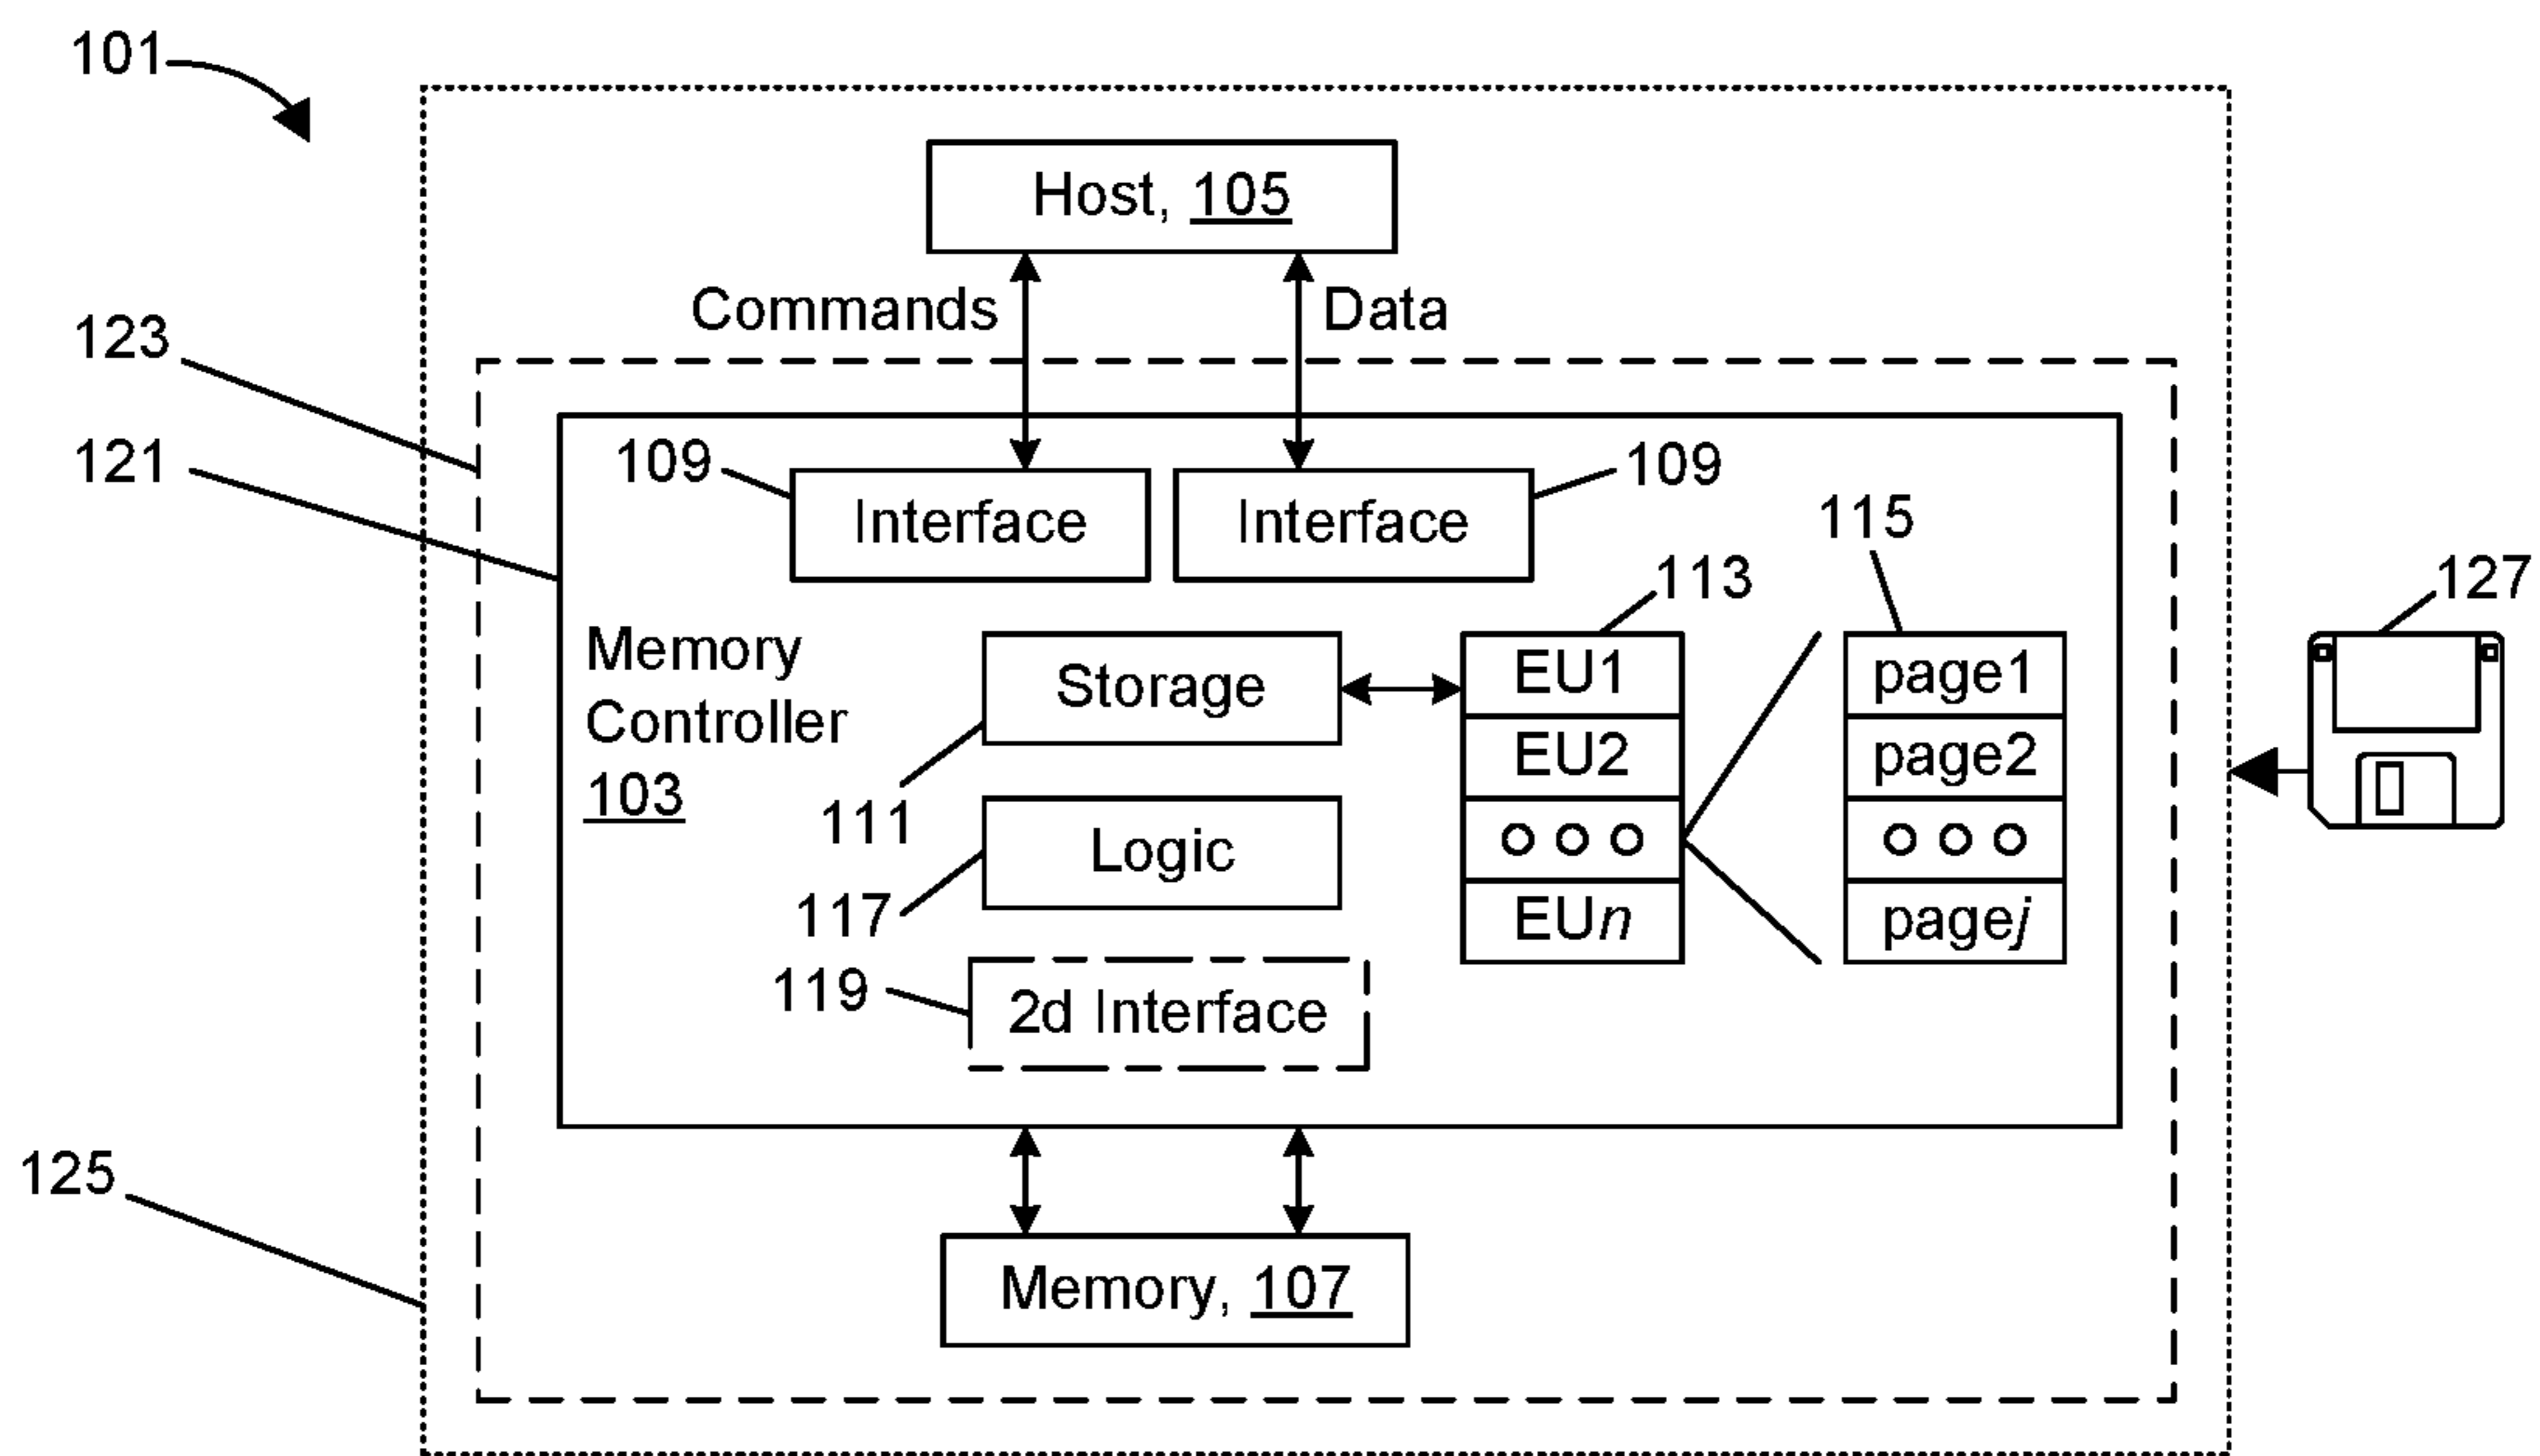 101
Host, 105
Commands
Data
123
121
109
Interface
Interface
109
115
113
127
Memory
Controller
103
Storage
111
EU1
EU2
EUn
page1
page2
pagej
Logic
117
119
2d Interface
125
Memory, 107